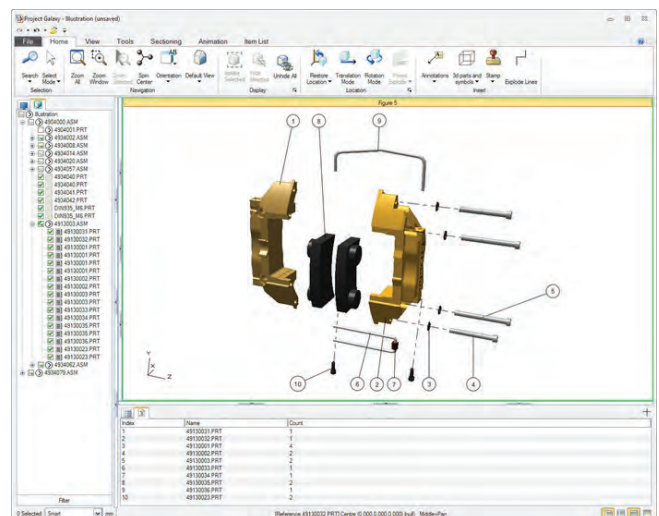 Project Galaxy - Illustration (unsaved)
File Home View Tools Sectioning Animation Item List
Search Select Mode Zoom All Zoom Window Spin Center Orientation Default View Unhide All Restore Location Translation Mode Rotation Mode Annotations 3d parts and symbols Stamp Explode Lines
Selection Navigation Display Location Insert
Figure 5
Illustration
4904000.ASM
4904001.PRT
4904002.ASM
4904008.ASM
4904014.ASM
4904020.ASM
4904057.ASM
4934040.PRT
4934040.PRT
4934041.PRT
4934042.PRT
DIN935_M6.PRT
DIN935_M6.PRT
4913003.ASM
49130031.PRT
49130032.PRT
49130001.PRT
49130001.PRT
49130001.PRT
49130001.PRT
49130002.PRT
49130002.PRT
49130003.PRT
49130003.PRT
49130033.PRT
49130034.PRT
49130035.PRT
49130035.PRT
49130036.PRT
49130023.PRT
49130023.PRT
4934062.ASM
4934079.ASM
1 8 9
5
10 6 2 7 3 4
Y
X
Z
Index Name Count
1 49130031.PRT 1
2 49130032.PRT 1
3 49130001.PRT 4
4 49130002.PRT 2
5 49130003.PRT 2
6 49130033.PRT 1
7 49130034.PRT 1
8 49130035.PRT 2
9 49130036.PRT 1
10 49130023.PRT 2
Filter
0 Selected Smart mm